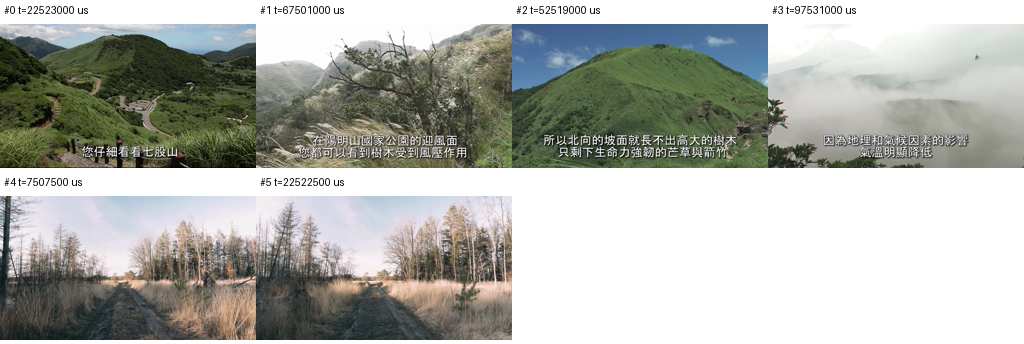 #0 t=22523000 us
#1 t=67501000 us
#2 t=52519000 us
#3 t=97531000 us
您仔細看看七股山
在陽明山國家公園的迎風面
您都可以看到樹木受到風壓作用
所以北向的坡面就長不出高大的樹木
只剩下生命力強韌的芒草與箭竹
因為地理和氣候因素的影響
氣溫明顯降低
#4 t=7507500 us
#5 t=22522500 us